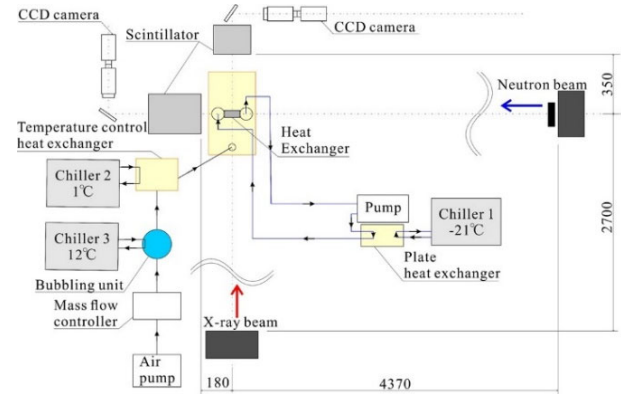 CCD camera
CCD camera
Scintillator
Neutron beam
350
Temperature control
heat exchanger
Heat
Exchanger
Chiller 2
1℃
Pump
Chiller 1
-21℃
2700
Chiller 3
12℃
Plate
heat exchanger
Bubbling unit
Mass flow
controller
X-ray beam
Air
pump
180
4370